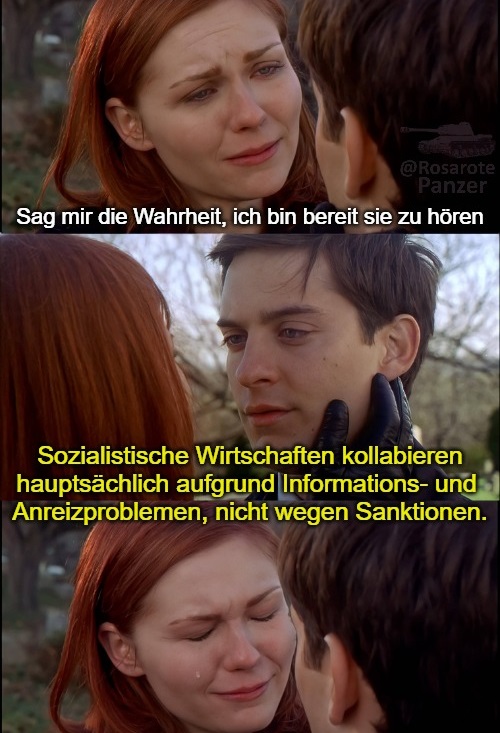 @Rosarote
Panzer
Sag mir die Wahrheit, ich bin bereit sie zu hören
Sozialistische Wirtschaften kollabieren
hauptsächlich aufgrund Informations- und
Anreizproblemen, nicht wegen Sanktionen.